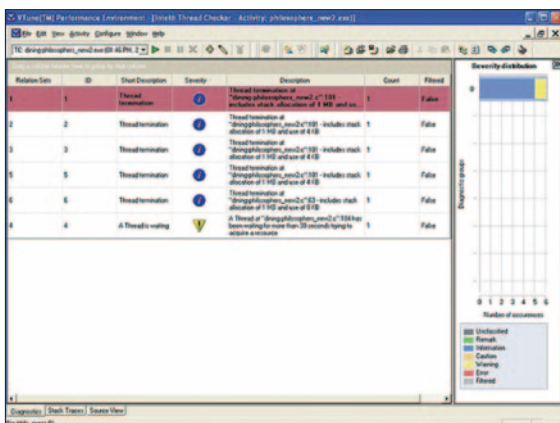 VTune(TM) Performance Environment - [Intel® Thread Checker - Activity: philosophers_new2.exe)]
File Edit View Activity Configure Window Help
Relation Sets ID Short Description Severity Description Count Filtered
1 1 Thread termination Thread termination at "dining philosophers_new2.c":101 - includes stack allocation of 1 MB and 1 False
2 2 Thread termination Thread termination at "diningphilosophers_new2.c":101 - includes stack allocation of 1 MB and use of 4 KB 1 False
3 3 Thread termination Thread termination at "diningphilosophers_new2.c":101 - includes stack allocation of 1 MB and use of 4 KB 1 False
5 5 Thread termination Thread termination at "diningphilosophers_new2.c":101 - includes stack allocation of 1 MB and use of 4 KB 1 False
6 6 Thread termination Thread termination at "diningphilosophers_new2.c":63 - includes stack allocation of 1 MB and use of 8 KB 1 False
4 4 A Thread is waiting A Thread at "diningphilosophers_new2.c":104 has been waiting for more than 30 seconds trying to acquire a resource 1 False
Severity distribution
Diagnostic groups
0
0 1 2 3 4 5 6
Number of occurrences
Unclassified
Remark
Information
Caution
Warning
Error
Filtered
Diagnostics Stack Traces Source View